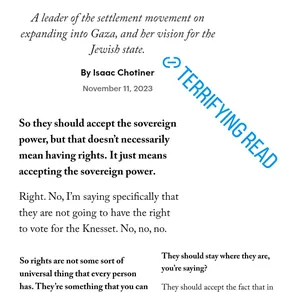 A leader of the settlement movement on
expanding into Gaza, and her vision for the
Jewish state.
By Isaac Chotiner
November 11, 2023
TERRIFYING READ
So they should accept the sovereign
power, but that doesn't necessarily
mean having rights. It just means
accepting the sovereign power.
Right. No, I'm saying specifically that
they are not going to have the right
to vote for the Knesset. No, no, no.
So rights are not some sort of
universal thing that every person
has. They're something that you can
They should stay where they are,
you're saying?
They should accept the fact that in